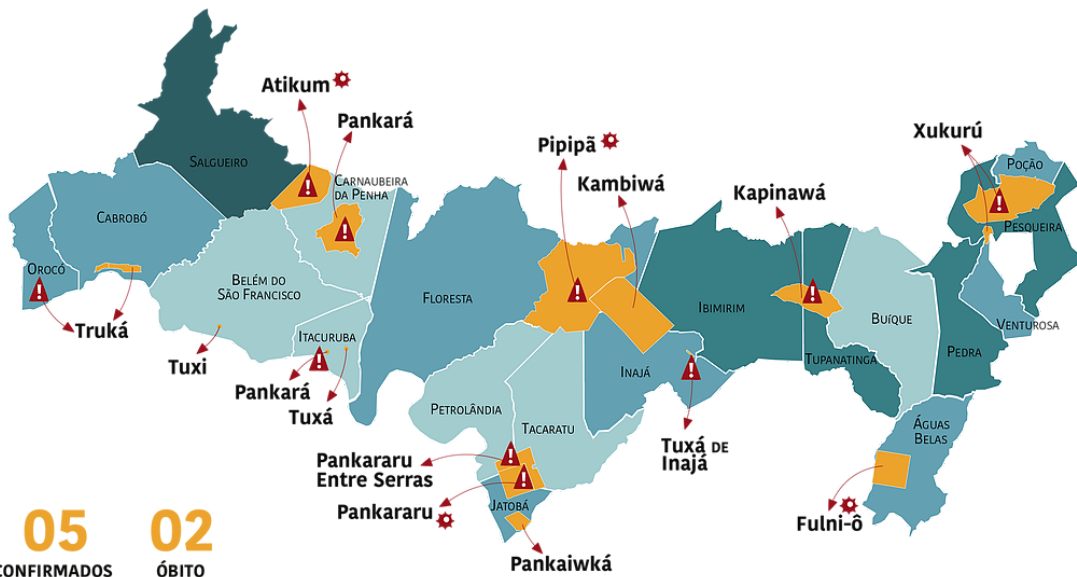 Atikum
Pankará
Pipipã
Kambiwá
Kapinawá
Xukurú
Poção
Pesqueira
Salgueiro
Carnaubeira
da Penha
Cabrobó
Orocó
Belém do
São Francisco
Floresta
Ibimirim
Buíque
Venturosa
Truká
Tuxi
Itacuruba
Pankará
Tuxá
Inajá
Tupanatinga
Pedra
Petrolândia
Tacaratu
Tuxá de
Inajá
Águas
Belas
Pankararu
Entre Serras
Pankararu
Jatobá
Pankaiwká
Fulni-ô
05
CONFIRMADOS
02
ÓBITO